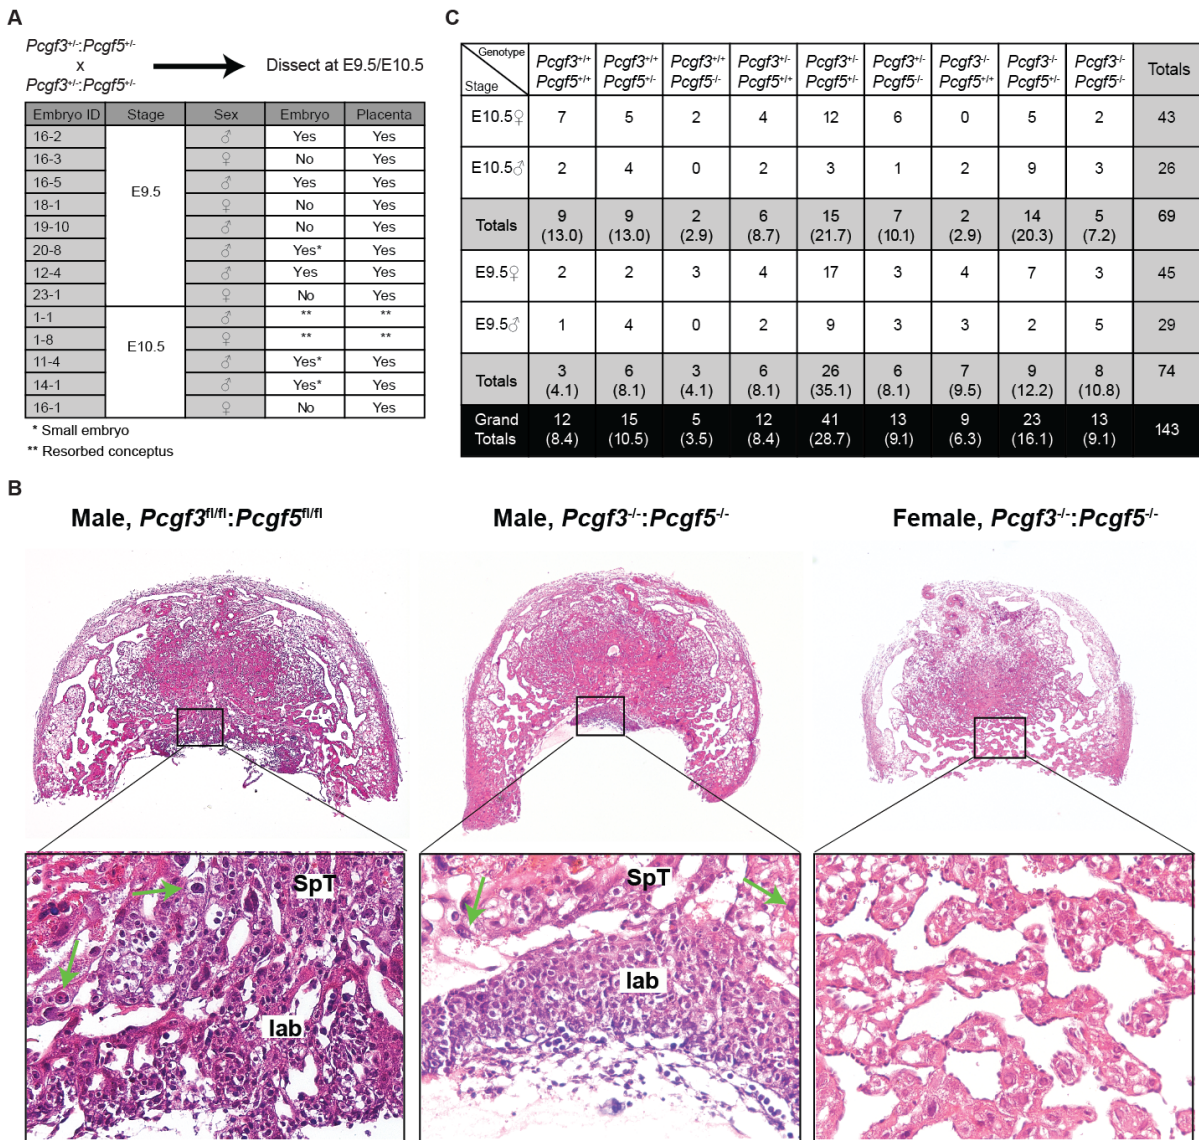 A
Pcgf3+/-:Pcgf5+/-
x
Pcgf3+/-:Pcgf5+/-
Dissect at E9.5/E10.5
Embryo ID Stage Sex Embryo Placenta
E9.5
16-2 ♂ Yes Yes
16-3 ♀ No Yes
16-5 ♂ Yes Yes
18-1 ♀ No Yes
19-10 ♂ No Yes
20-8 ♂ Yes* Yes
12-4 ♂ Yes Yes
23-1 ♀ No Yes
E10.5
1-1 ♂ ** **
1-8 ♀ ** **
11-4 ♂ Yes* Yes
14-1 ♂ Yes* Yes
16-1 ♀ No Yes
* Small embryo
** Resorbed conceptus
C
Genotype
Stage
Pcgf3+/+ Pcgf3+/+ Pcgf3+/+ Pcgf3+/- Pcgf3+/- Pcgf3+/- Pcgf3-/- Pcgf3-/- Pcgf3-/- Totals
Pcgf5+/+ Pcgf5+/- Pcgf5-/- Pcgf5+/+ Pcgf5+/- Pcgf5-/- Pcgf5+/+ Pcgf5+/- Pcgf5-/-
E10.5♀ 7 5 2 4 12 6 0 5 2 43
E10.5♂ 2 4 0 2 3 1 2 9 3 26
Totals 9 9 2 6 15 7 2 14 5 69
(13.0) (13.0) (2.9) (8.7) (21.7) (10.1) (2.9) (20.3) (7.2)
E9.5♀ 2 2 3 4 17 3 4 7 3 45
E9.5♂ 1 4 0 2 9 3 3 2 5 29
Totals 3 6 3 6 26 6 7 9 8 74
(4.1) (8.1) (4.1) (8.1) (35.1) (8.1) (9.5) (12.2) (10.8)
Grand Totals 12 15 5 12 41 13 9 23 13 143
(8.4) (10.5) (3.5) (8.4) (28.7) (9.1) (6.3) (16.1) (9.1)
B
Male, Pcgf3fl/fl:Pcgf5fl/fl
Male, Pcgf3-/-:Pcgf5-/-
Female, Pcgf3-/-:Pcgf5-/-
SpT
lab
SpT
lab